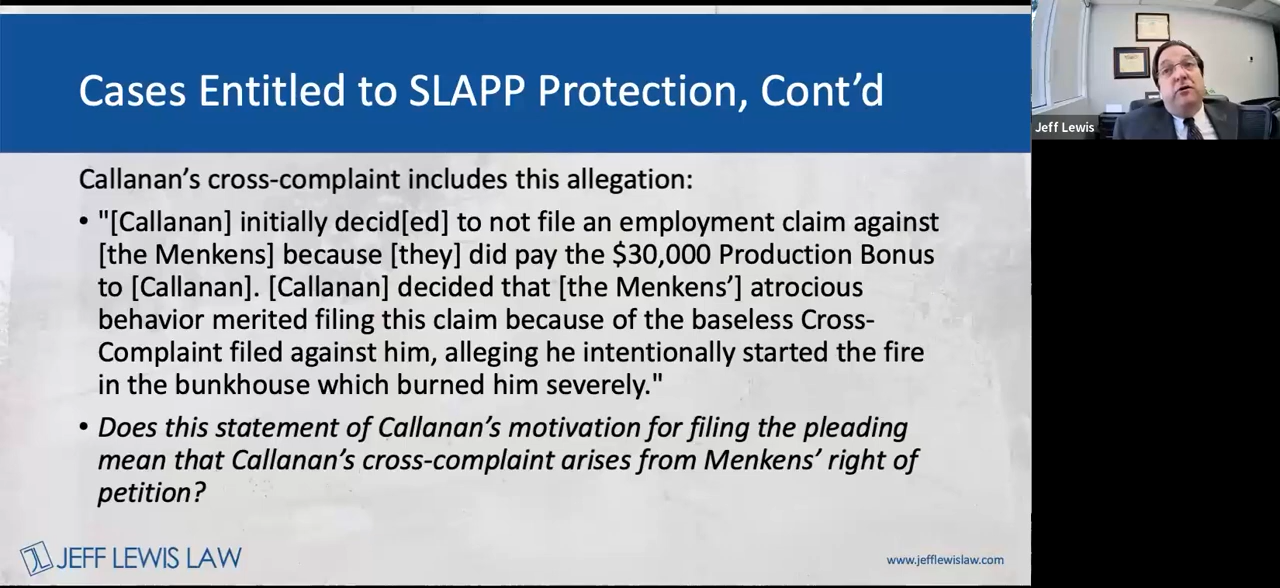 Cases Entitled to SLAPP Protection, Cont’d
Callanan’s cross-complaint includes this allegation:
• "[Callanan] initially decid[ed] to not file an employment claim against
[the Menkens] because [they] did pay the $30,000 Production Bonus
to [Callanan]. [Callanan] decided that [the Menkens’] atrocious
behavior merited filing this claim because of the baseless Cross-
Complaint filed against him, alleging he intentionally started the fire
in the bunkhouse which burned him severely."
• Does this statement of Callanan’s motivation for filing the pleading
mean that Callanan’s cross-complaint arises from Menkens’ right of
petition?
JEFF LEWIS LAW
www.jefflewislaw.com
Jeff Lewis